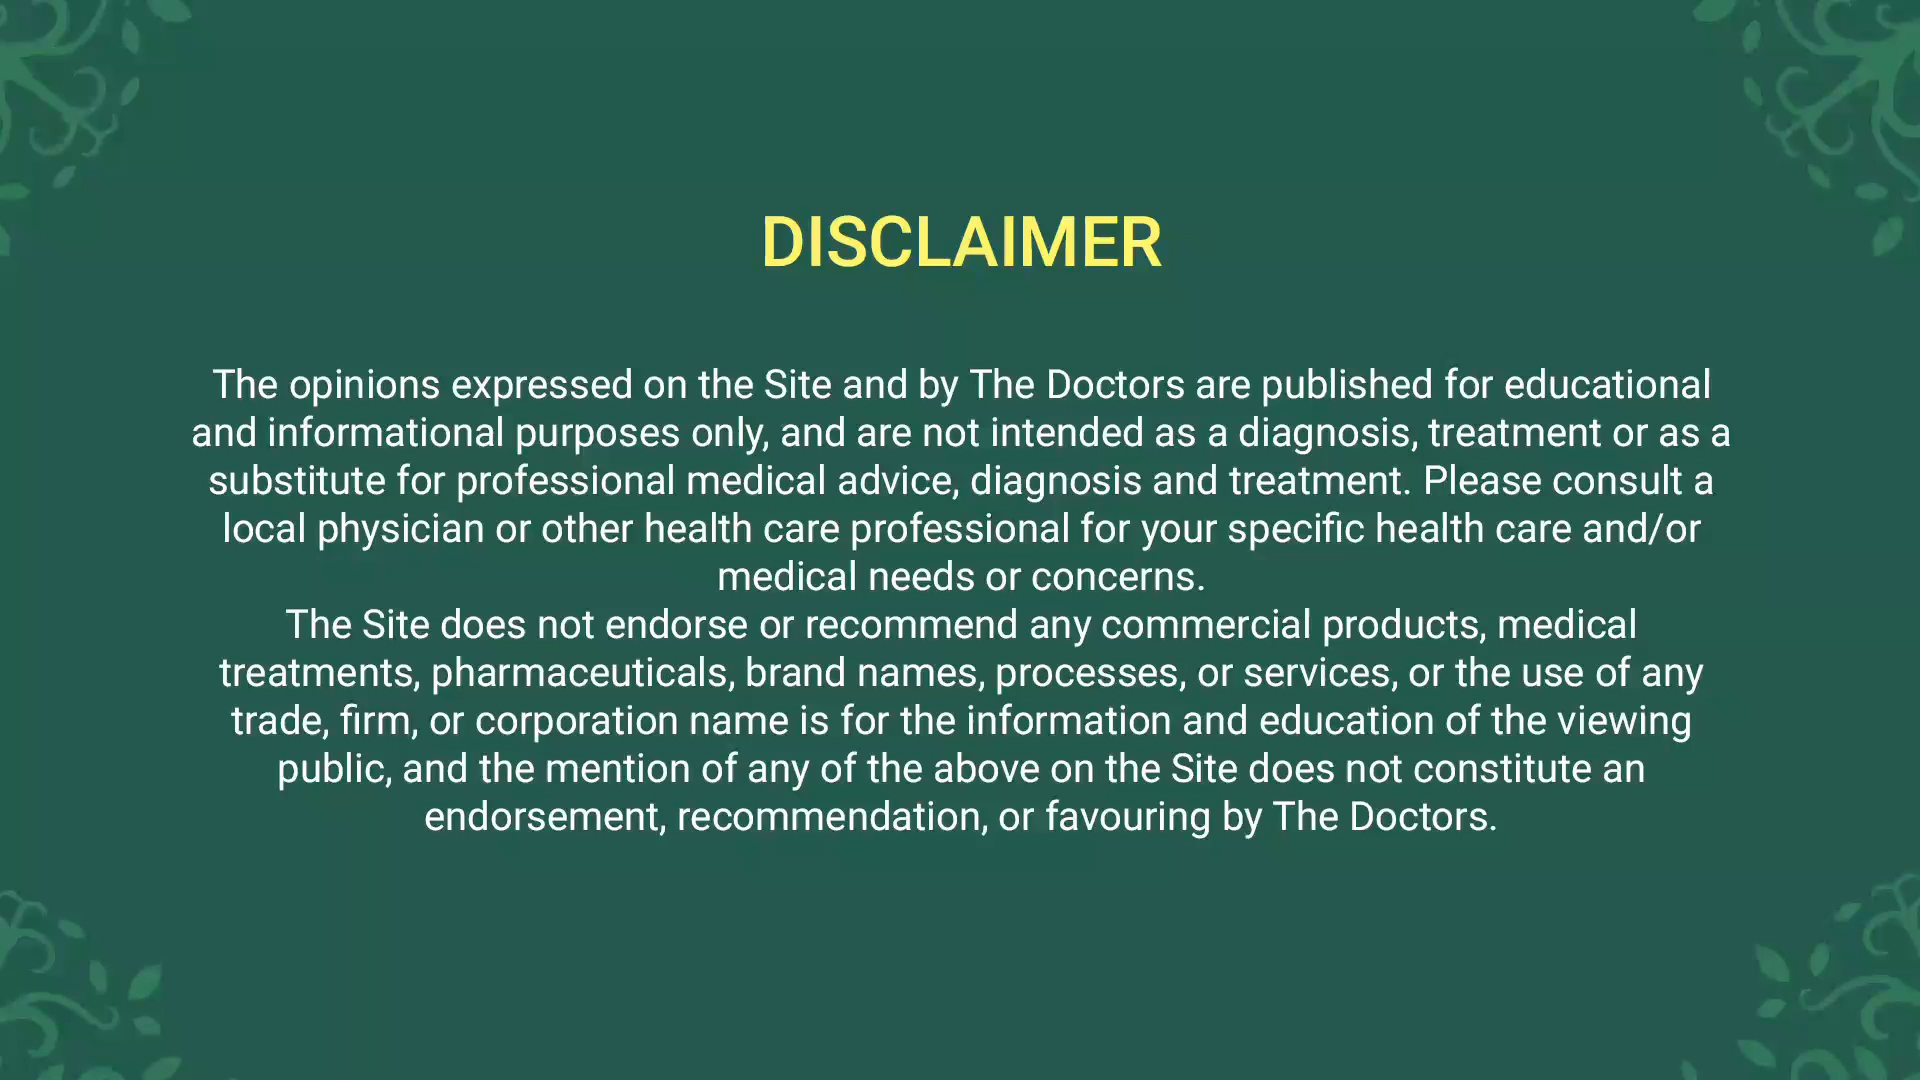 DISCLAIMER
The opinions expressed on the Site and by The Doctors are published for educational
and informational purposes only, and are not intended as a diagnosis, treatment or as a
substitute for professional medical advice, diagnosis and treatment. Please consult a
local physician or other health care professional for your specific health care and/or
medical needs or concerns.
The Site does not endorse or recommend any commercial products, medical
treatments, pharmaceuticals, brand names, processes, or services, or the use of any
trade, firm, or corporation name is for the information and education of the viewing
public, and the mention of any of the above on the Site does not constitute an
endorsement, recommendation, or favouring by The Doctors.